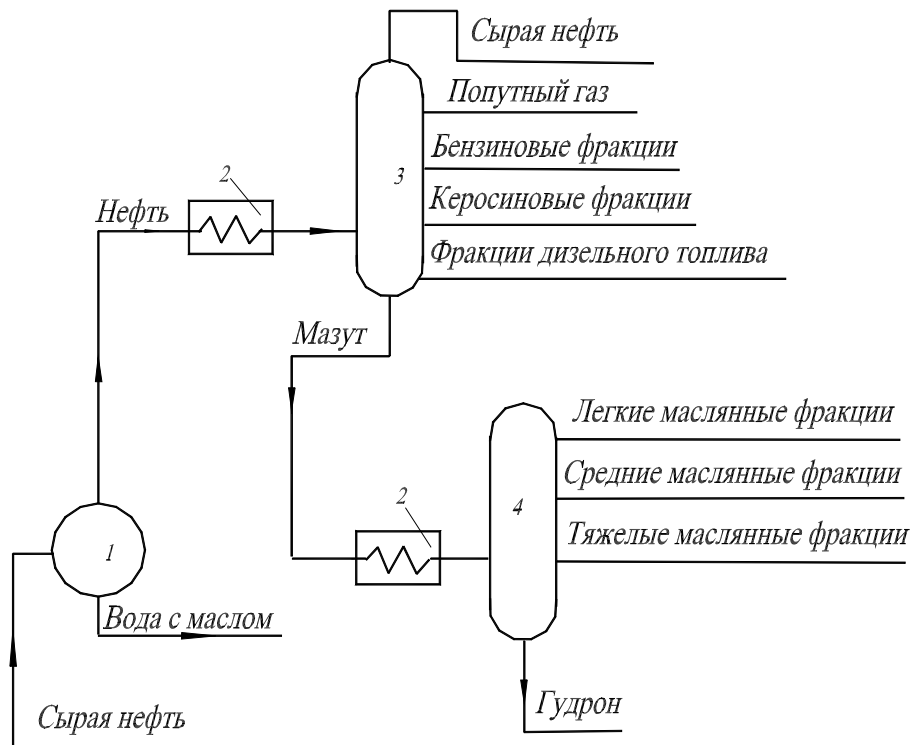 Сырая нефть
Попутный газ
Бензиновые фракции
3
2
Керосиновые фракции
Нефть
Фракции дизельного топлива
Мазут
Легкие маслянные фракции
Средние маслянные фракции
2
4
Тяжелые маслянные фракции
1
Вода с маслом
Гудрон
Сырая нефть